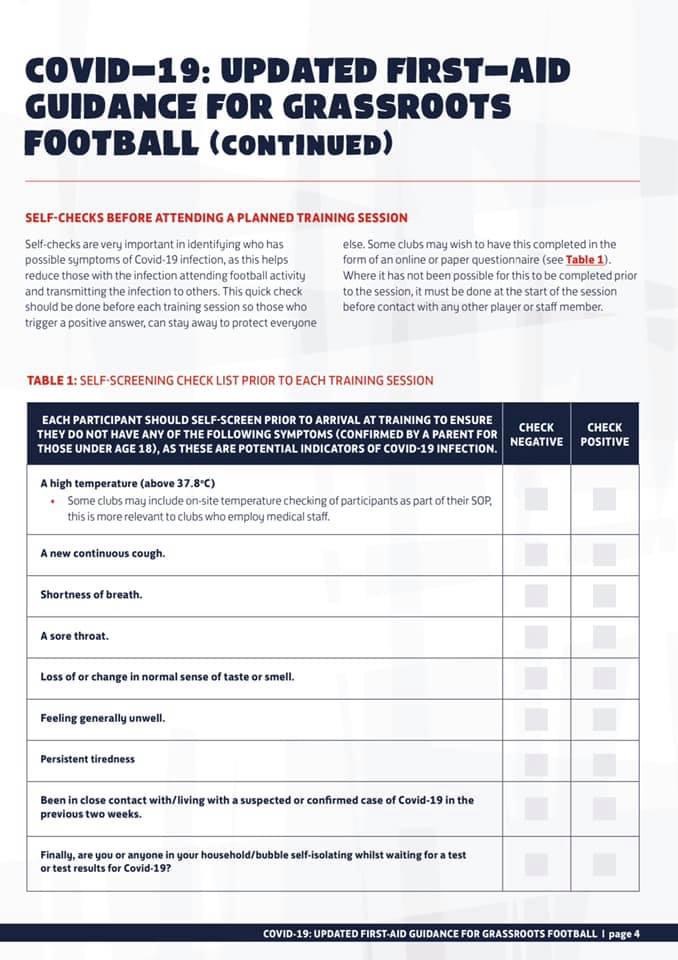 COVID-19: UPDATED FIRST-AID
GUIDANCE FOR GRASSROOTS
FOOTBALL (CONTINUED)
SELF-CHECKS BEFORE ATTENDING A PLANNED TRAINING SESSION
Self-checks are very important in identifying who has
possible symptoms of Covid-19 infection, as this helps
reduce those with the infection attending football activity
and transmitting the infection to others. This quick check
should be done before each training session so those who
trigger a positive answer, can stay away to protect everyone
else. Some clubs may wish to have this completed in the
form of an online or paper questionnaire (see Table 1).
Where it has not been possible for this to be completed prior
to the session, it must be done at the start of the session
before contact with any other player or staff member.
TABLE 1: SELF-SCREENING CHECK LIST PRIOR TO EACH TRAINING SESSION
EACH PARTICIPANT SHOULD SELF-SCREEN PRIOR TO ARRIVAL AT TRAINING TO ENSURE
THEY DO NOT HAVE ANY OF THE FOLLOWING SYMPTOMS (CONFIRMED BY A PARENT FOR
THOSE UNDER AGE 18), AS THESE ARE POTENTIAL INDICATORS OF COVID-19 INFECTION.
CHECK
NEGATIVE
CHECK
POSITIVE
A high temperature (above 37.8°C)
• Some clubs may include on-site temperature checking of participants as part of their SOP,
this is more relevant to clubs who employ medical staff.
A new continuous cough.
Shortness of breath.
A sore throat.
Loss of or change in normal sense of taste or smell.
Feeling generally unwell.
Persistent tiredness
Been in close contact with/living with a suspected or confirmed case of Covid-19 in the
previous two weeks.
Finally, are you or anyone in your household/bubble self-isolating whilst waiting for a test
or test results for Covid-19?
COVID-19: UPDATED FIRST-AID GUIDANCE FOR GRASSROOTS FOOTBALL | page 4